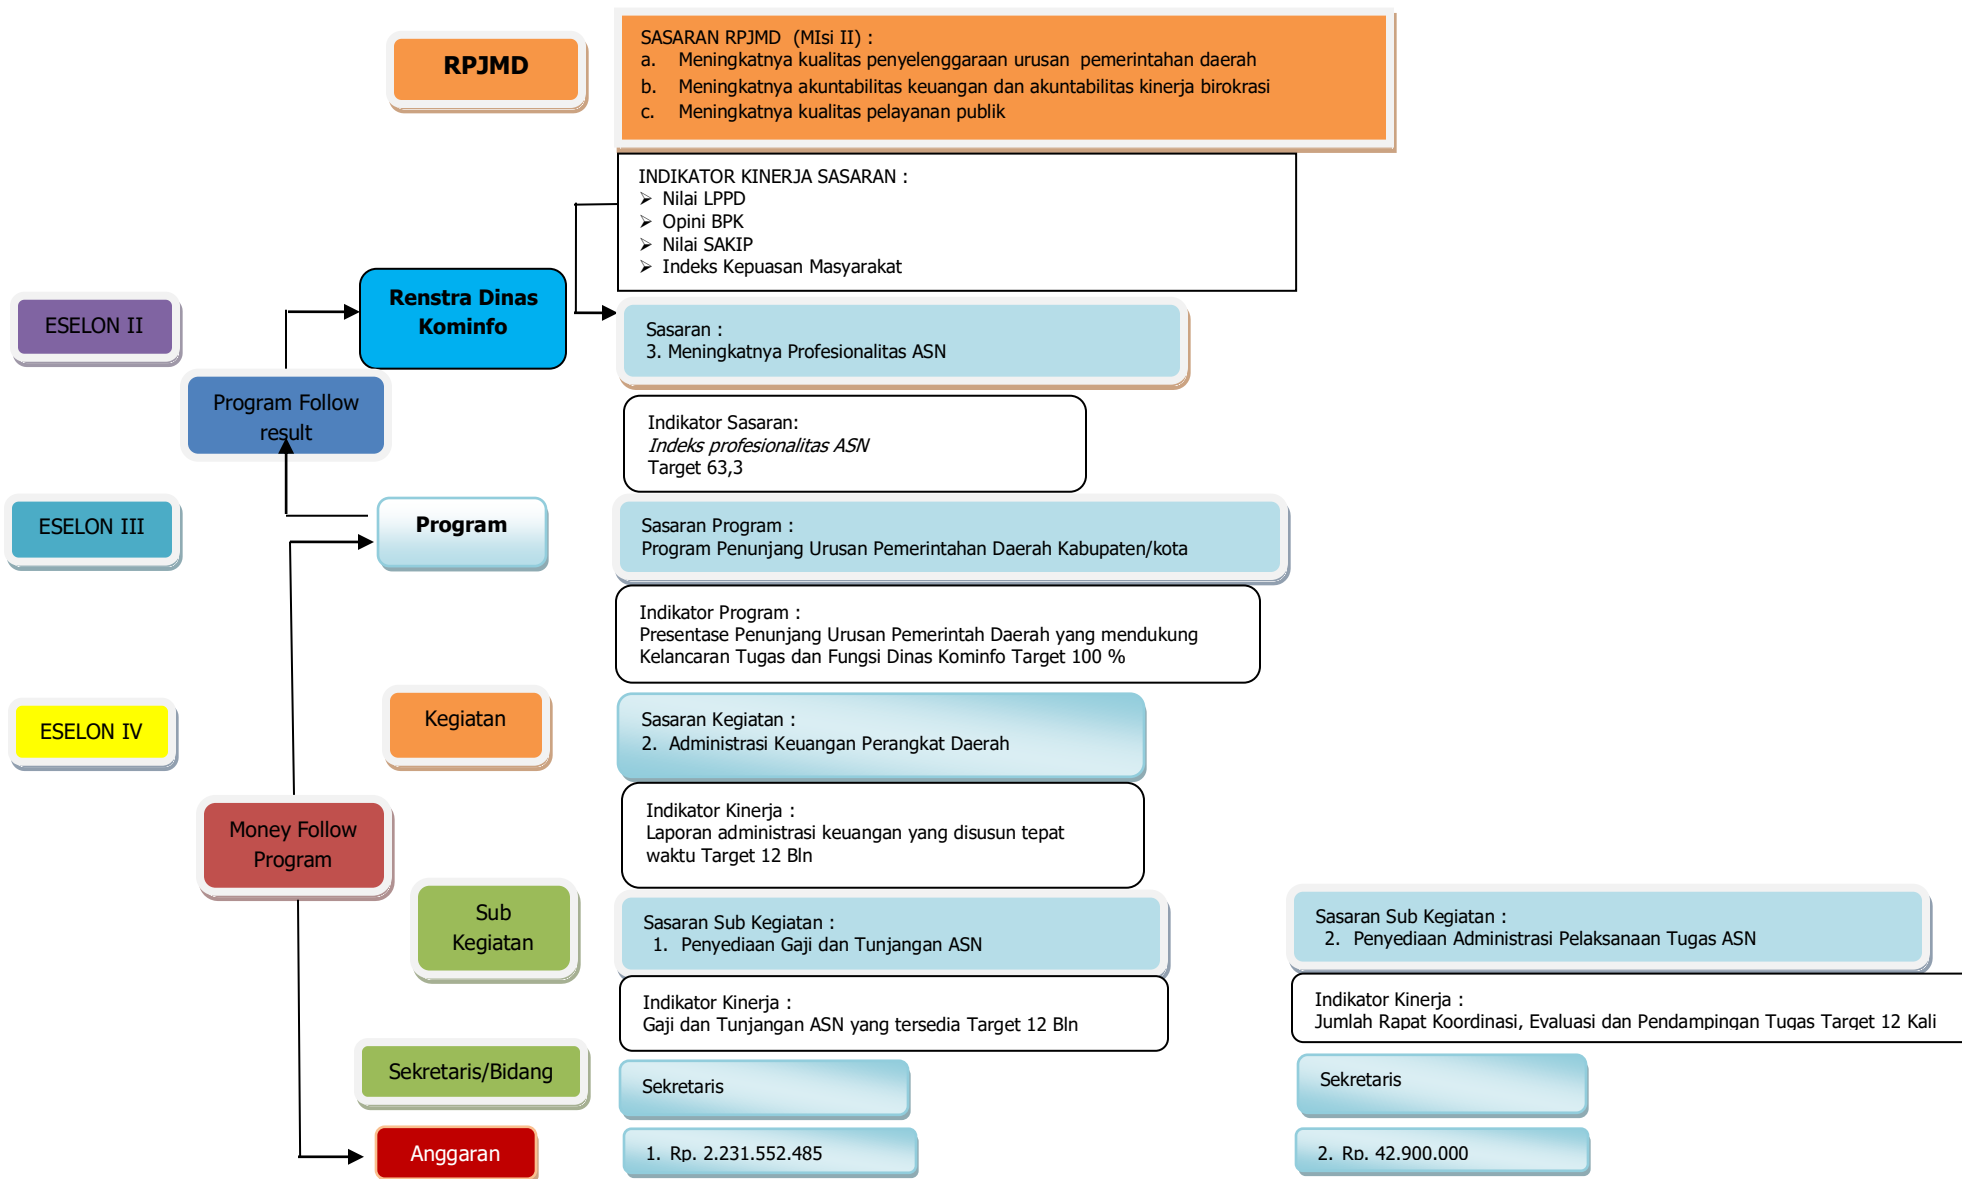 RPJMD
SASARAN RPJMD (MIsi II) :
a. Meningkatnya kualitas penyelenggaraan urusan pemerintahan daerah
b. Meningkatnya akuntabilitas keuangan dan akuntabilitas kinerja birokrasi
c. Meningkatnya kualitas pelayanan publik
INDIKATOR KINERJA SASARAN :
➢ Nilai LPPD
➢ Opini BPK
➢ Nilai SAKIP
➢ Indeks Kepuasan Masyarakat
ESELON II
Renstra Dinas
Kominfo
Sasaran :
3. Meningkatnya Profesionalitas ASN
Program Follow
result
Indikator Sasaran:
Indeks profesionalitas ASN
Target 63,3
ESELON III
Program
Sasaran Program :
Program Penunjang Urusan Pemerintahan Daerah Kabupaten/kota
Indikator Program :
Presentase Penunjang Urusan Pemerintah Daerah yang mendukung
Kelancaran Tugas dan Fungsi Dinas Kominfo Target 100 %
ESELON IV
Kegiatan
Sasaran Kegiatan :
2. Administrasi Keuangan Perangkat Daerah
Money Follow
Program
Indikator Kinerja :
Laporan administrasi keuangan yang disusun tepat
waktu Target 12 Bln
Sub
Kegiatan
Sasaran Sub Kegiatan :
1. Penyediaan Gaji dan Tunjangan ASN
Sasaran Sub Kegiatan :
2. Penyediaan Administrasi Pelaksanaan Tugas ASN
Indikator Kinerja :
Gaji dan Tunjangan ASN yang tersedia Target 12 Bln
Indikator Kinerja :
Jumlah Rapat Koordinasi, Evaluasi dan Pendampingan Tugas Target 12 Kali
Sekretaris/Bidang
Sekretaris
Sekretaris
Anggaran
1. Rp. 2.231.552.485
2. Rp. 42.900.000